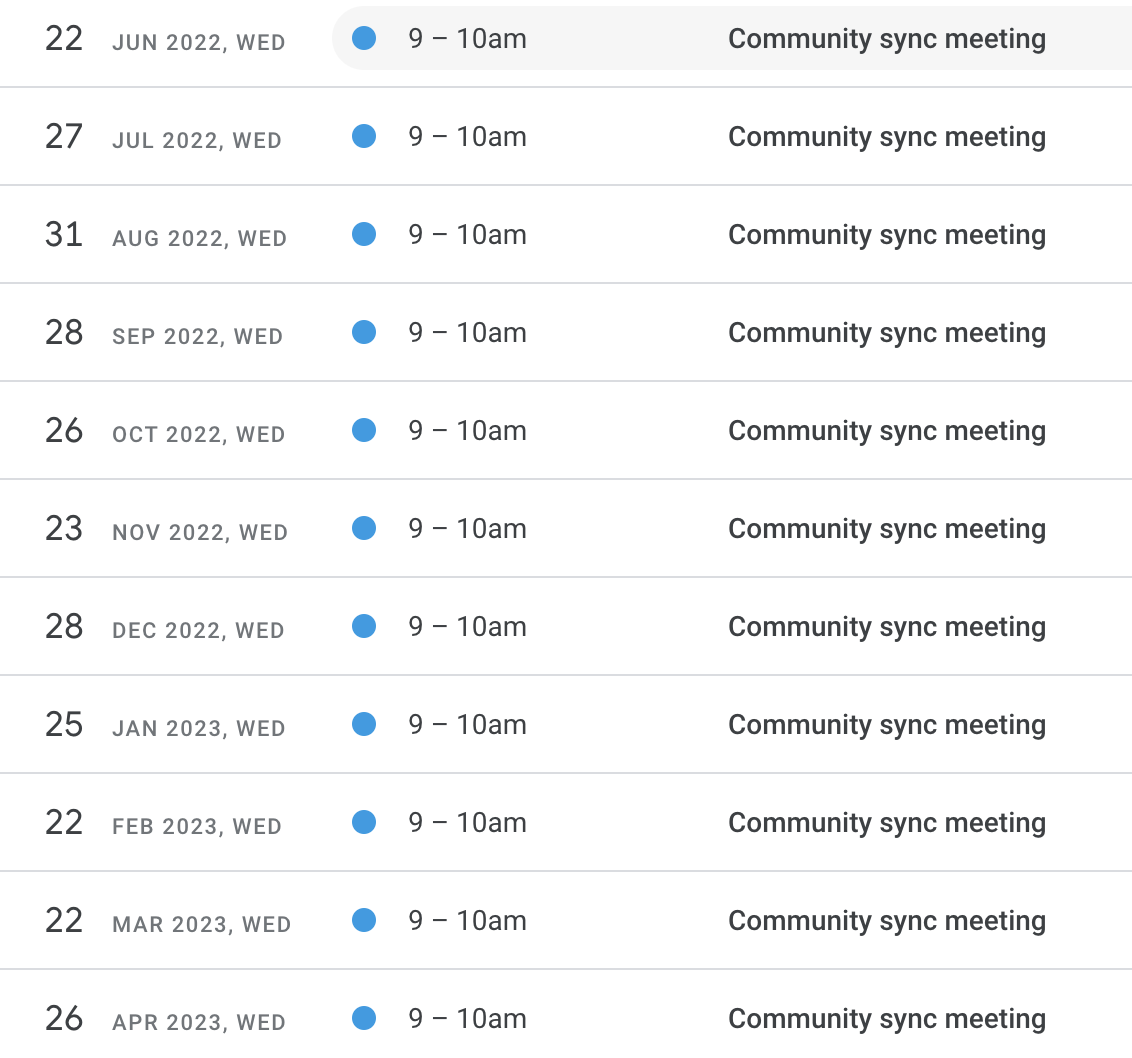 22 JUN 2022, WED 9 – 10am Community sync meeting
27 JUL 2022, WED 9 – 10am Community sync meeting
31 AUG 2022, WED 9 – 10am Community sync meeting
28 SEP 2022, WED 9 – 10am Community sync meeting
26 OCT 2022, WED 9 – 10am Community sync meeting
23 NOV 2022, WED 9 – 10am Community sync meeting
28 DEC 2022, WED 9 – 10am Community sync meeting
25 JAN 2023, WED 9 – 10am Community sync meeting
22 FEB 2023, WED 9 – 10am Community sync meeting
22 MAR 2023, WED 9 – 10am Community sync meeting
26 APR 2023, WED 9 – 10am Community sync meeting